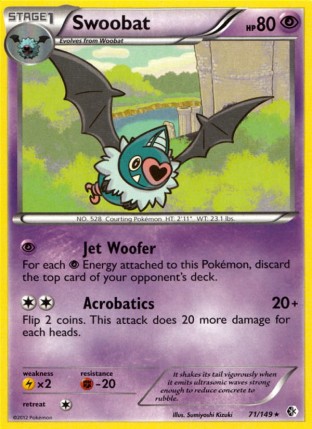 STAGE1
Swoobat
HP80
Evolves from Woobat
NO. 528 Courting Pokémon HT. 2'11" WT. 23.1 lbs.
Jet Woofer
For each Energy attached to this Pokémon, discard
the top card of your opponent's deck.
Acrobatics 20+
Flip 2 coins. This attack does 20 more damage for
each heads.
weakness
×2
resistance
-20
retreat
It shakes its tail vigorously when
it emits ultrasonic waves strong
enough to reduce concrete to
rubble.
©2012 Pokémon
Illus. Sumiyoshi Kizuki
71/149